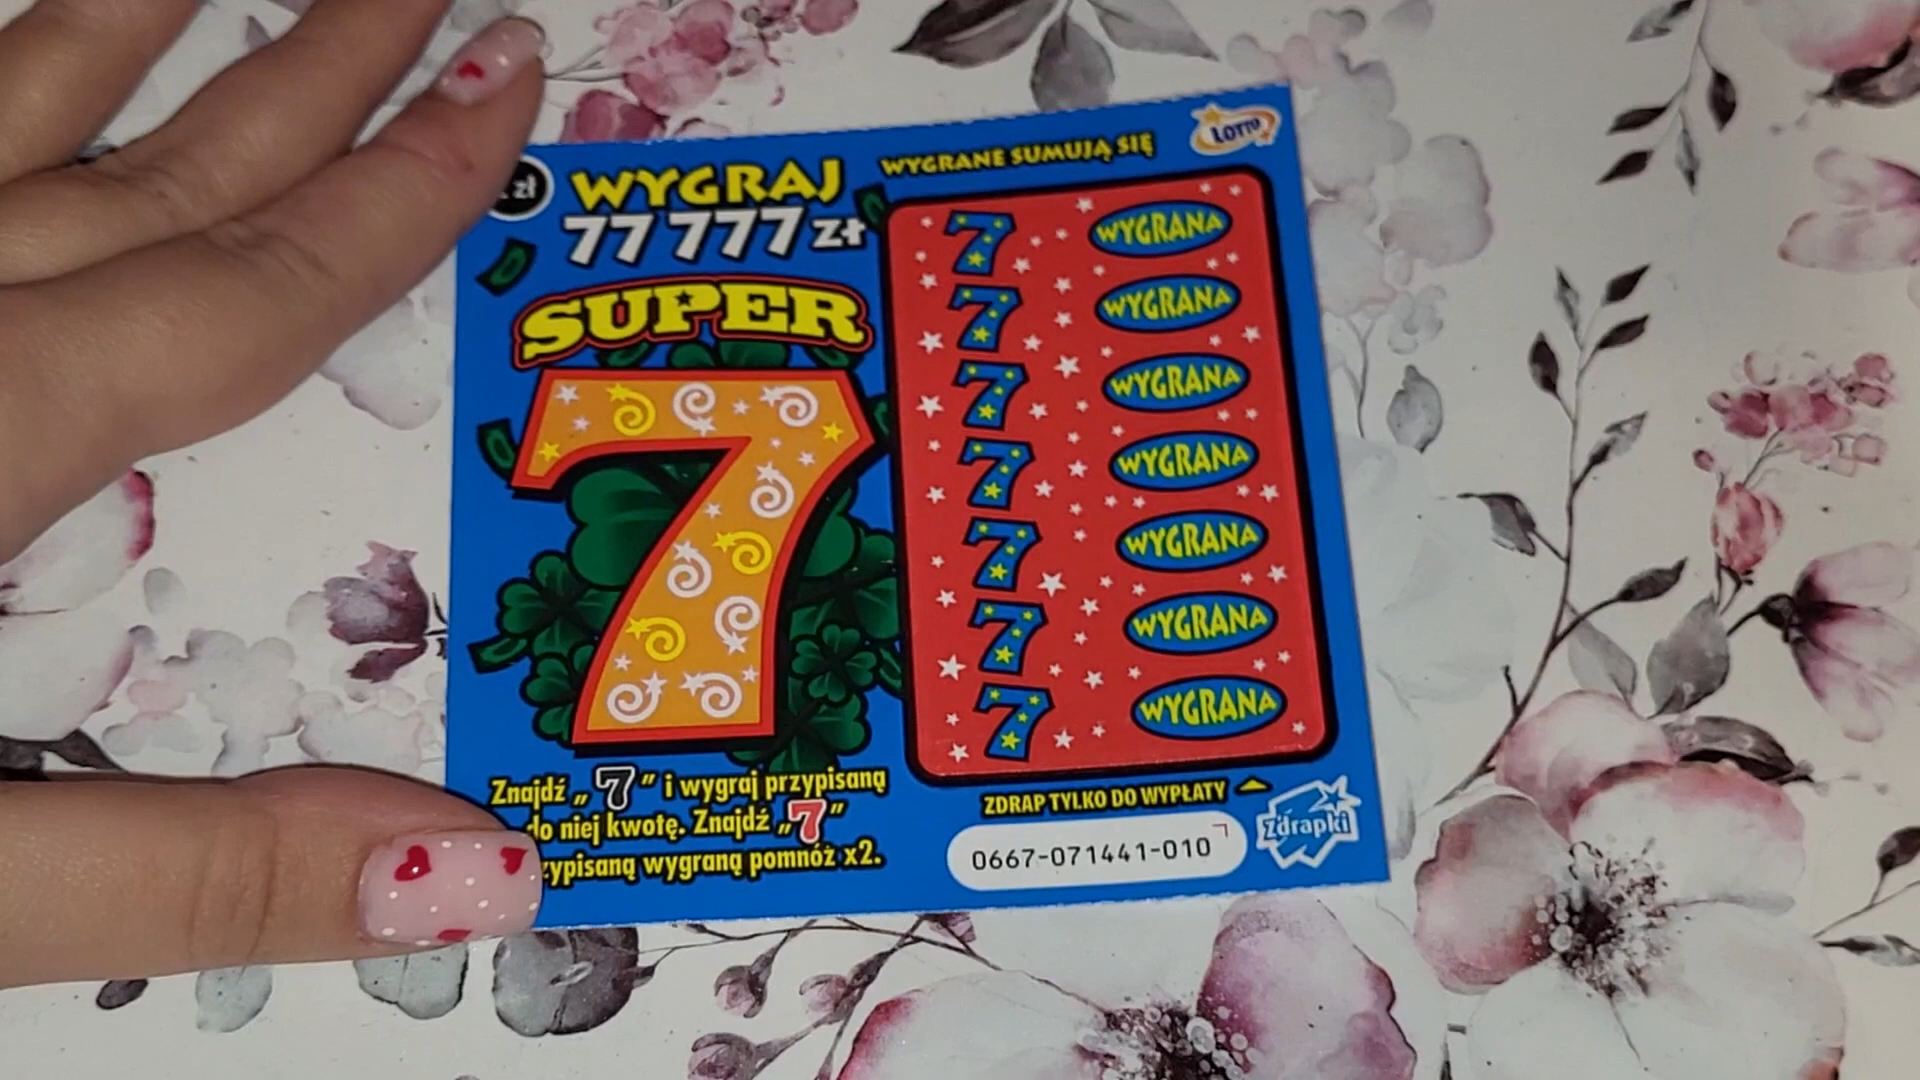 zł
WYGRAJ
77 777 zł
WYGRANE SUMUJĄ SIĘ
LOTTO
SUPER
7
7 WYGRANA
7 WYGRANA
7 WYGRANA
7 WYGRANA
7 WYGRANA
7 WYGRANA
7 WYGRANA
Znajdź „7” i wygraj przypisaną
do niej kwotę. Znajdź „7”
wygraną pomnóż x2.
ZDRAP TYLKO DO WYPŁATY
0667-071441-010
Zdrapki